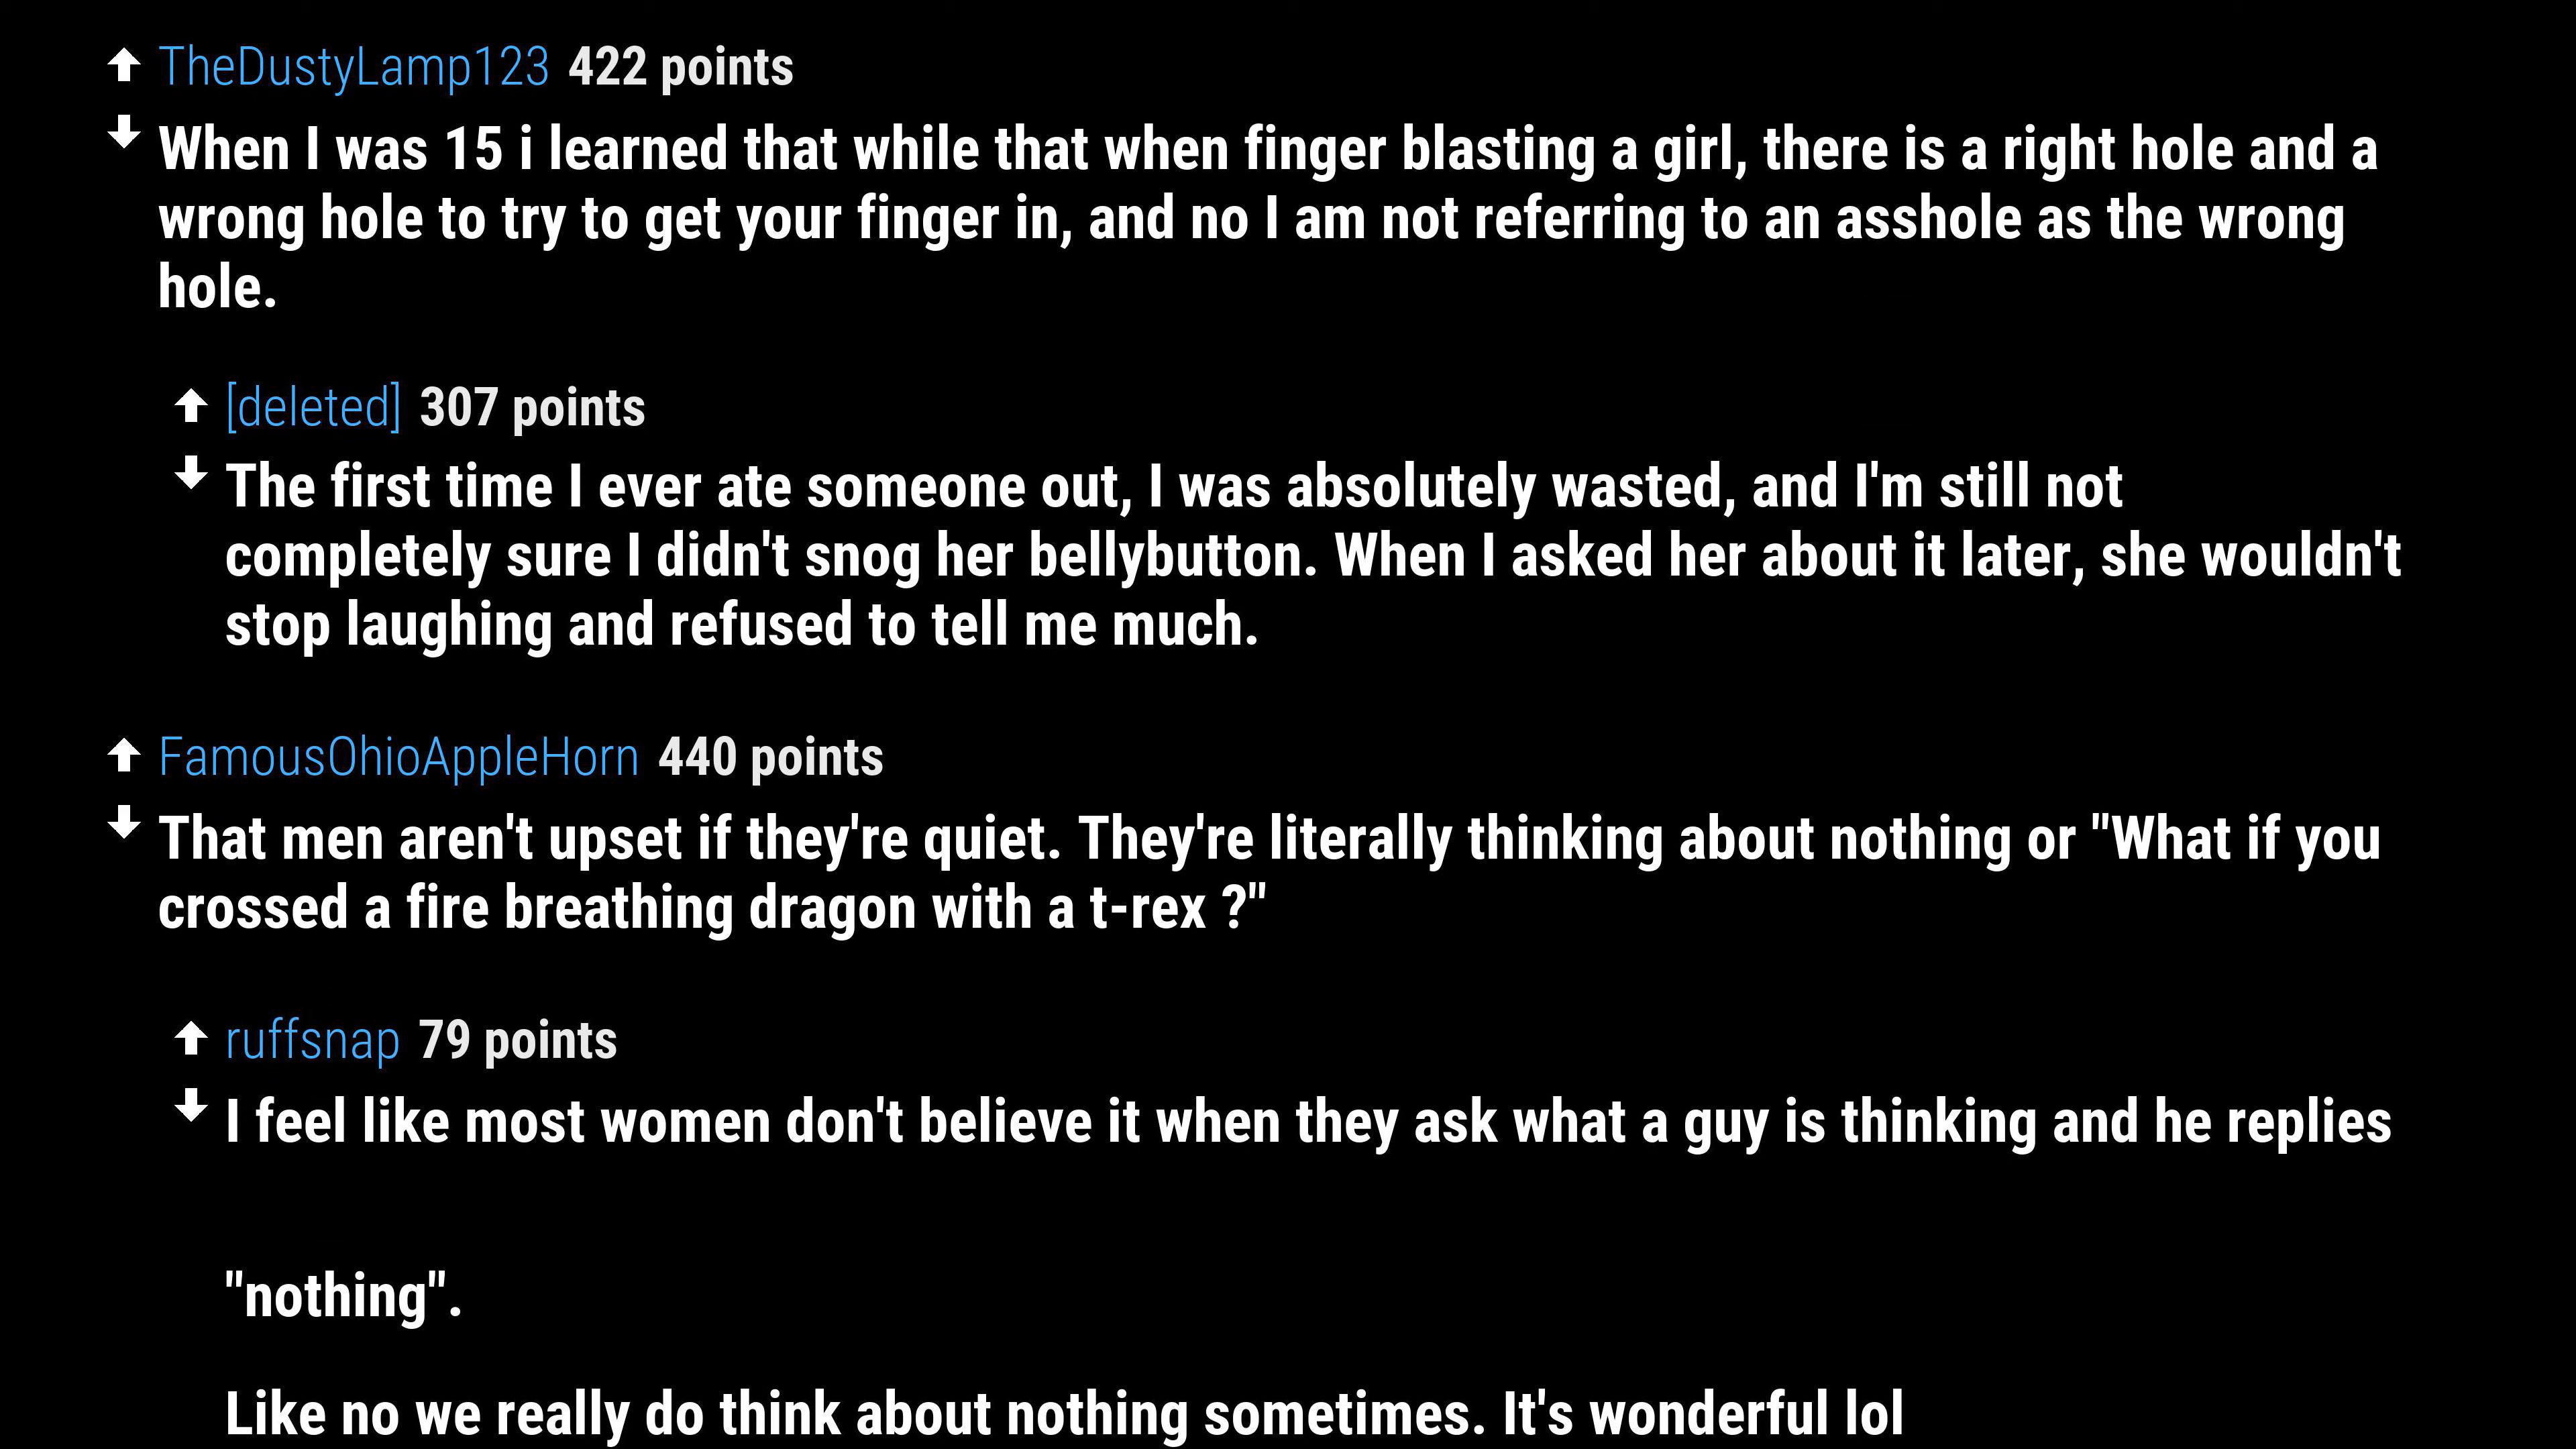 TheDustyLamp123 422 points
When I was 15 i learned that while that when finger blasting a girl, there is a right hole and a
wrong hole to try to get your finger in, and no I am not referring to an asshole as the wrong
hole.
[deleted] 307 points
The first time I ever ate someone out, I was absolutely wasted, and I'm still not
completely sure I didn't snog her bellybutton. When I asked her about it later, she wouldn't
stop laughing and refused to tell me much.
FamousOhioAppleHorn 440 points
That men aren't upset if they're quiet. They're literally thinking about nothing or "What if you
crossed a fire breathing dragon with a t-rex ?"
ruffsnap 79 points
I feel like most women don't believe it when they ask what a guy is thinking and he replies
"nothing".
Like no we really do think about nothing sometimes. It's wonderful lol